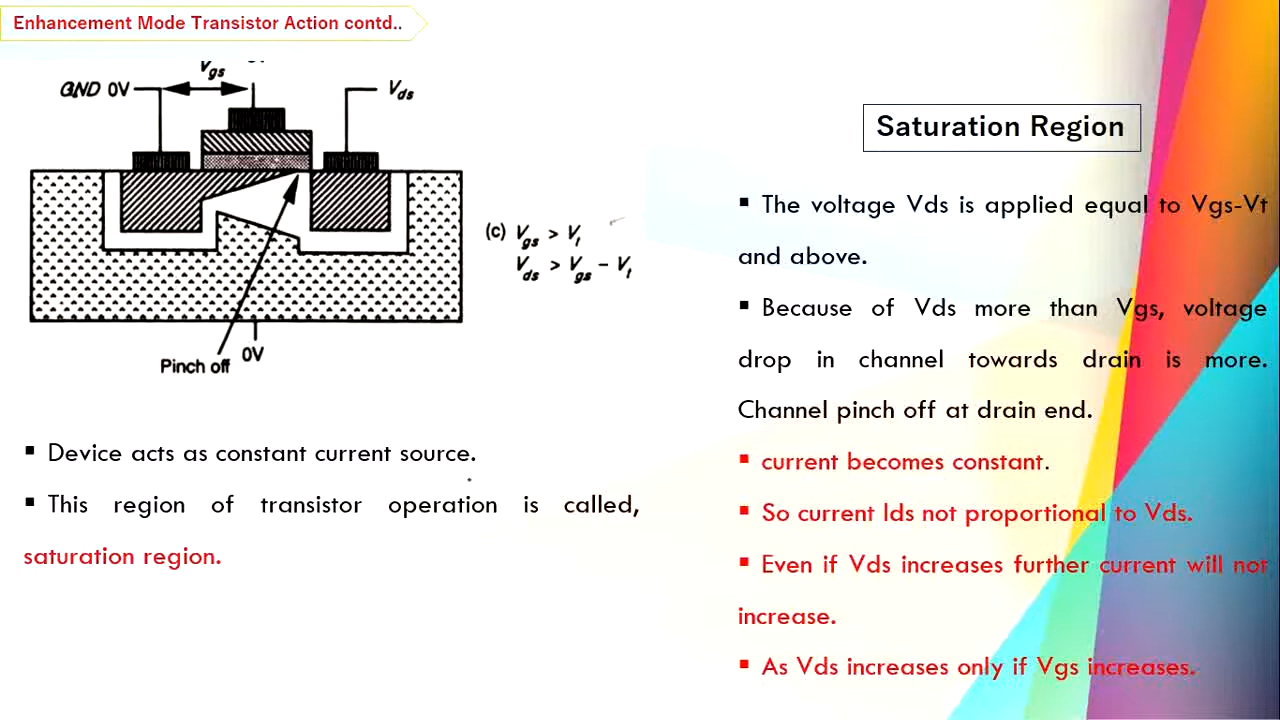 Enhancement Mode Transistor Action contd..
Vgs
GND 0V
Vds
(c) Vgs > Vt
Vds > Vgs - Vt
Pinch off
0V
▪ Device acts as constant current source.
▪ This region of transistor operation is called,
saturation region.
Saturation Region
▪ The voltage Vds is applied equal to Vgs-Vt
and above.
▪ Because of Vds more than Vgs, voltage
drop in channel towards drain is more.
Channel pinch off at drain end.
▪ current becomes constant.
▪ So current Ids not proportional to Vds.
▪ Even if Vds increases further current will not
increase.
▪ As Vds increases only if Vgs increases.